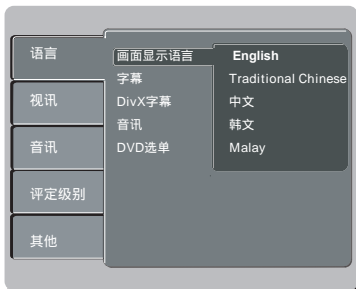 语言
视讯
音讯
评定级别
其他
画面显示语言
字幕
DivX字幕
音讯
DVD选单
English
Traditional Chinese
中文
韩文
Malay